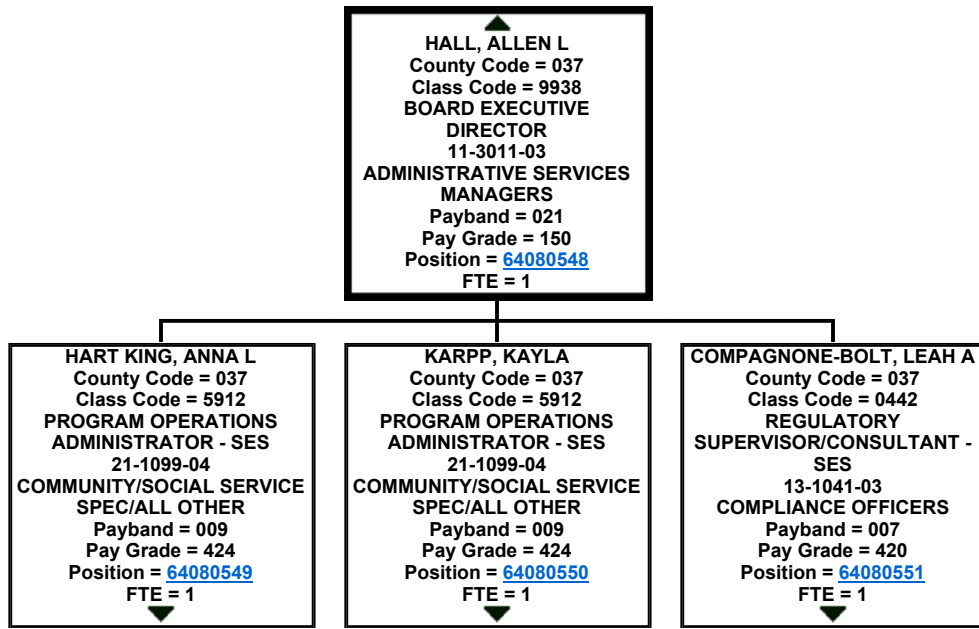 HALL, ALLEN L
County Code = 037
Class Code = 9938
BOARD EXECUTIVE
DIRECTOR
11-3011-03
ADMINISTRATIVE SERVICES
MANAGERS
Payband = 021
Pay Grade = 150
Position = 64080548
FTE = 1
HART KING, ANNA L
County Code = 037
Class Code = 5912
PROGRAM OPERATIONS
ADMINISTRATOR - SES
21-1099-04
COMMUNITY/SOCIAL SERVICE
SPEC/ALL OTHER
Payband = 009
Pay Grade = 424
Position = 64080549
FTE = 1
KARPP, KAYLA
County Code = 037
Class Code = 5912
PROGRAM OPERATIONS
ADMINISTRATOR - SES
21-1099-04
COMMUNITY/SOCIAL SERVICE
SPEC/ALL OTHER
Payband = 009
Pay Grade = 424
Position = 64080550
FTE = 1
COMPAGNONE-BOLT, LEAH A
County Code = 037
Class Code = 0442
REGULATORY
SUPERVISOR/CONSULTANT -
SES
13-1041-03
COMPLIANCE OFFICERS
Payband = 007
Pay Grade = 420
Position = 64080551
FTE = 1